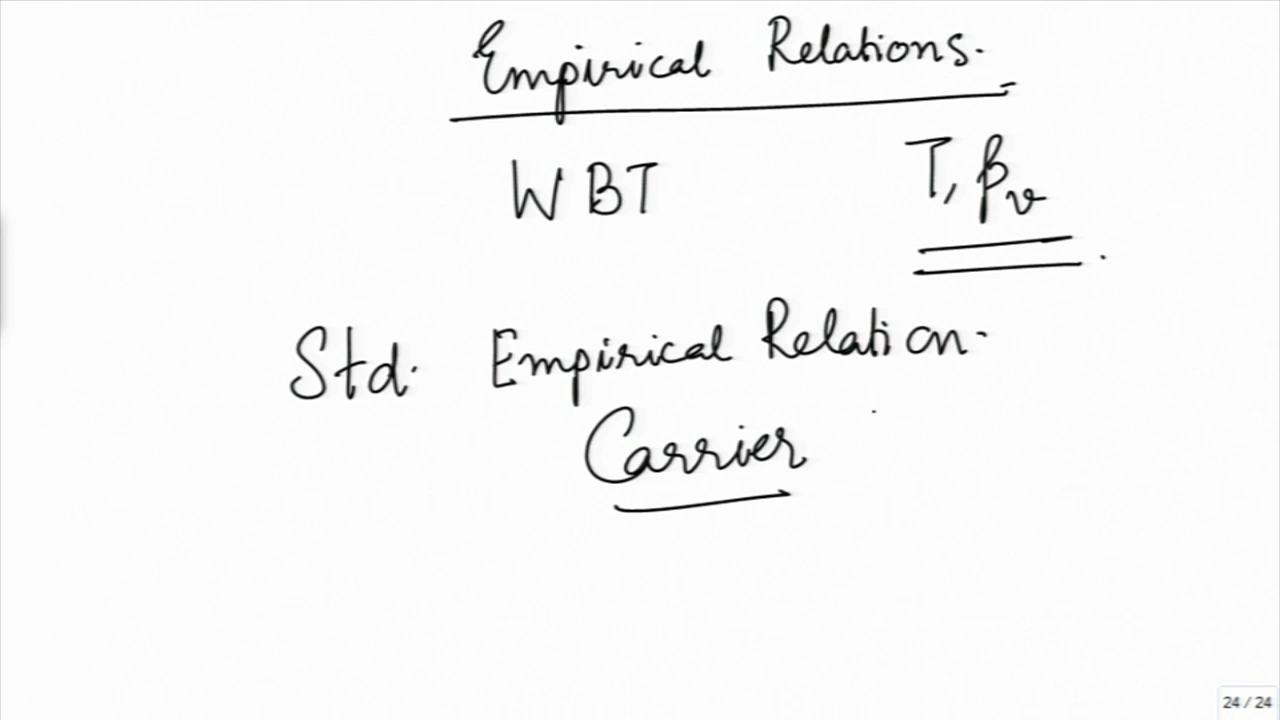 Empirical Relations.
WBT T, pv
Std. Empirical Relation.
Carrier
24 / 24